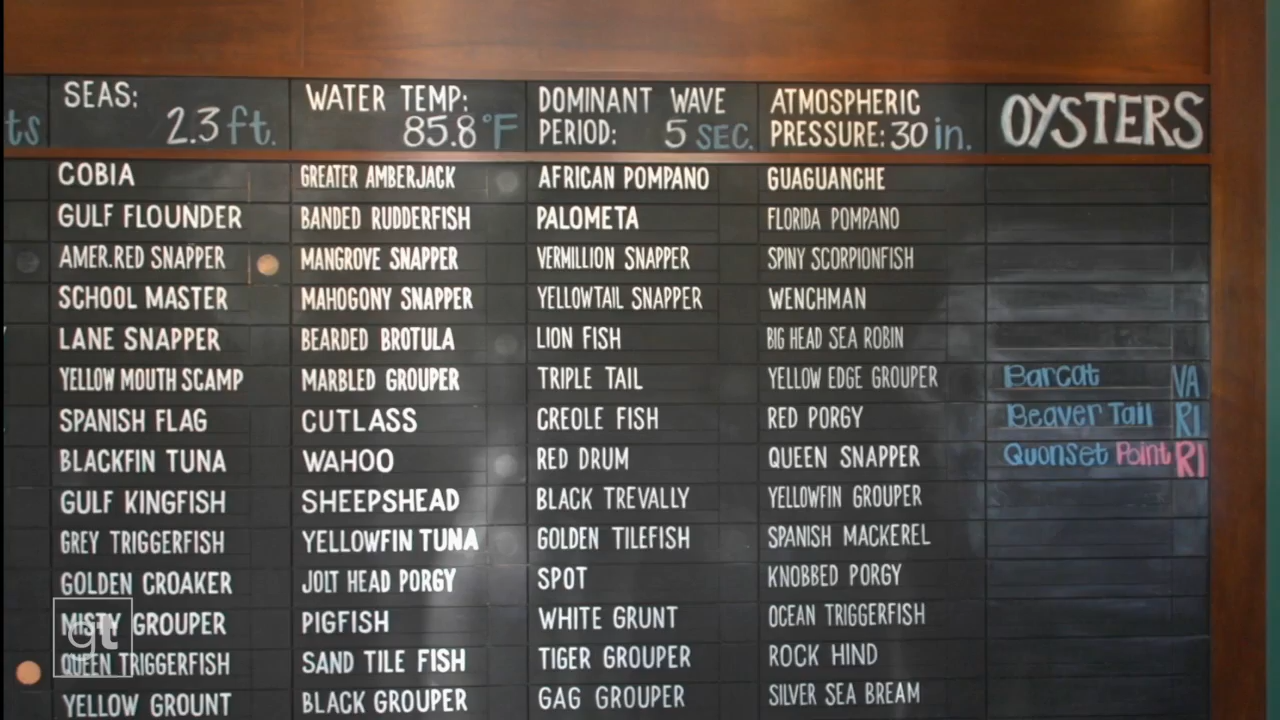 ts
SEAS:
2.3 ft.
WATER TEMP:
85.8°F
DOMINANT WAVE
PERIOD: 5 SEC.
ATMOSPHERIC
PRESSURE: 30 in.
OYSTERS
COBIA
GULF FLOUNDER
AMER.RED SNAPPER
SCHOOL MASTER
LANE SNAPPER
YELLOW MOUTH SCAMP
SPANISH FLAG
BLACKFIN TUNA
GULF KINGFISH
GREY TRIGGERFISH
GOLDEN CROAKER
MISTY GROUPER
QUEEN TRIGGERFISH
YELLOW GROUNT
GREATER AMBERJACK
BANDED RUDDERFISH
MANGROVE SNAPPER
MAHOGONY SNAPPER
BEARDED BROTULA
MARBLED GROUPER
CUTLASS
WAHOO
SHEEPSHEAD
YELLOWFIN TUNA
JOLT HEAD PORGY
PIGFISH
SAND TILE FISH
BLACK GROUPER
AFRICAN POMPANO
PALOMETA
VERMILLION SNAPPER
YELLOWTAIL SNAPPER
LION FISH
TRIPLE TAIL
CREOLE FISH
RED DRUM
BLACK TREVALLY
GOLDEN TILEFISH
SPOT
WHITE GRUNT
TIGER GROUPER
GAG GROUPER
GUAGUANCHE
FLORIDA POMPANO
SPINY SCORPIONFISH
WENCHMAN
BIG HEAD SEA ROBIN
YELLOW EDGE GROUPER
RED PORGY
QUEEN SNAPPER
YELLOWFIN GROUPER
SPANISH MACKEREL
KNOBBED PORGY
OCEAN TRIGGERFISH
ROCK HIND
SILVER SEA BREAM
Barcat VA
Beaver Tail RI
Quonset Point RI
gt